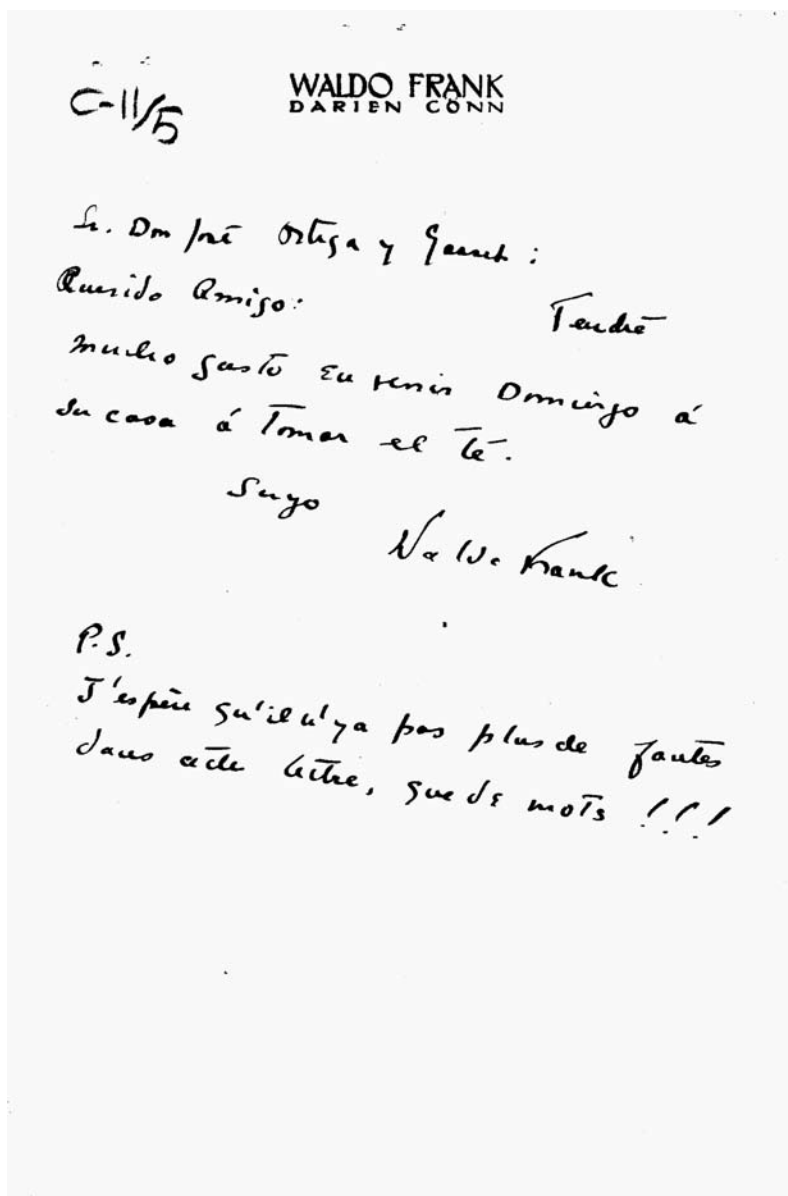 C-11/5
WALDO FRANK
DARIEN CONN
Sr. Don José Ortega y Gasset:
Querido Amigo: Tendré
mucho gusto en venir Domingo á
su casa á Tomar el té.
Suyo
Waldo Frank
P.S.
J'espère qu'il n'y a pas plus de fautes
dans cette lettre, que de mots !!!